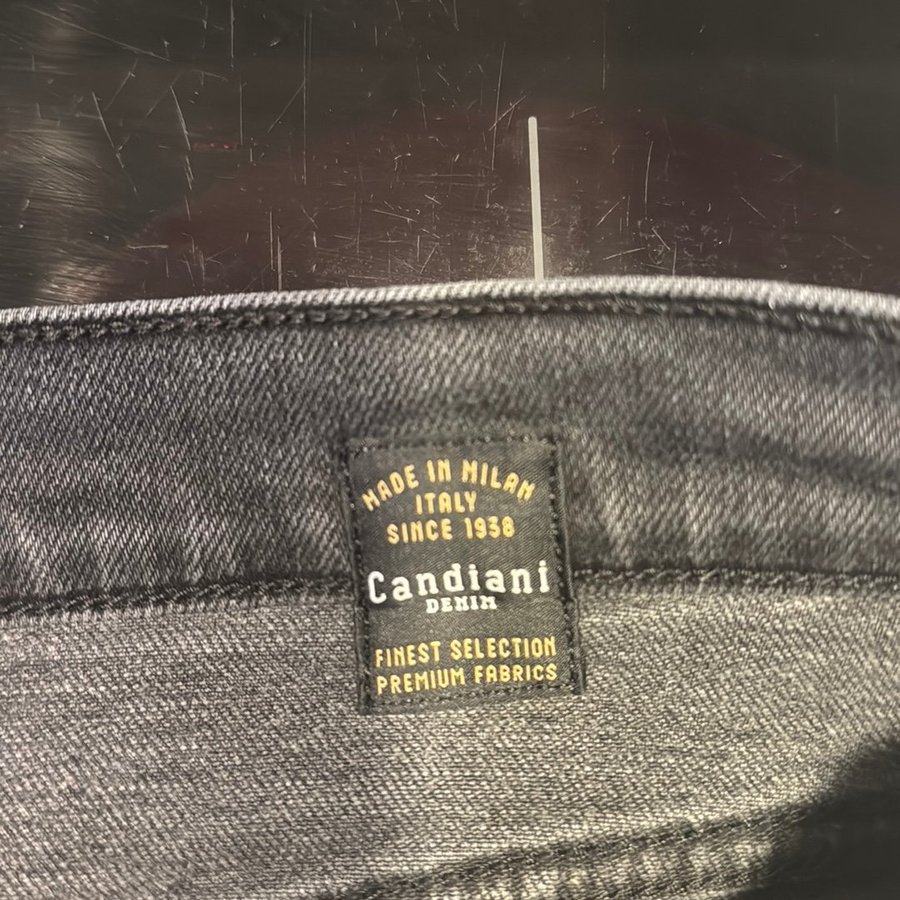 MADE IN MILAN
ITALY
SINCE 1938
Candiani
DENIM
FINEST SELECTION
PREMIUM FABRICS